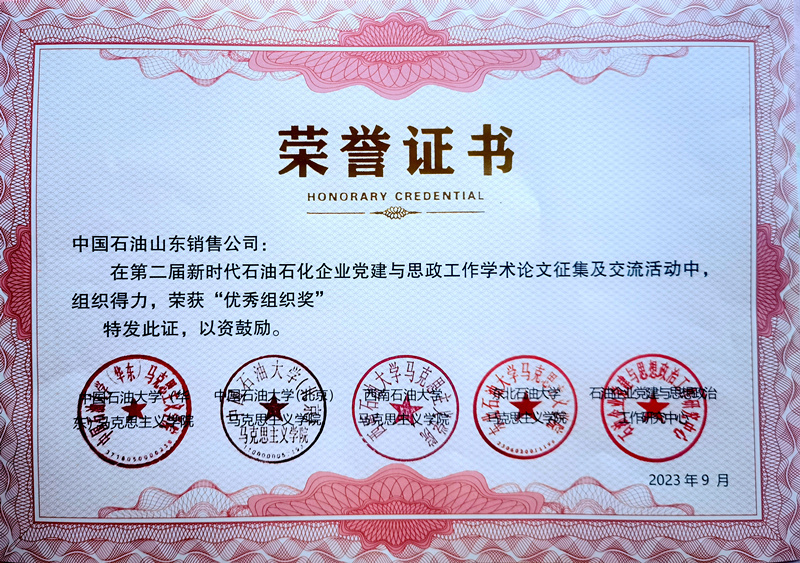 荣誉证书
HONORARY CREDENTIAL
中国石油山东销售公司：
在第二届新时代石油石化企业党建与思政工作学术论文征集及交流活动中，
组织得力，荣获“优秀组织奖”
特发此证，以资鼓励。
中国石油大学（华
东）马克思主义学院
中国石油大学（北京）
马克思主义学院
西南石油大学
马克思主义学院
东北石油大学
马克思主义学院
石油企业党建与思想政治
工作研究中心
2023年9月